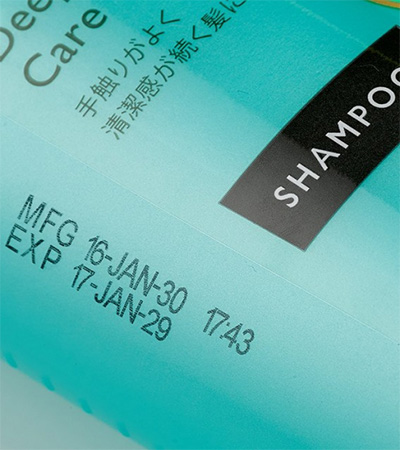 Deep
Care
手触りがよく
清潔感が続く髪に
SHAMPOO
MFG 16-JAN-30 17:43
EXP 17-JAN-29